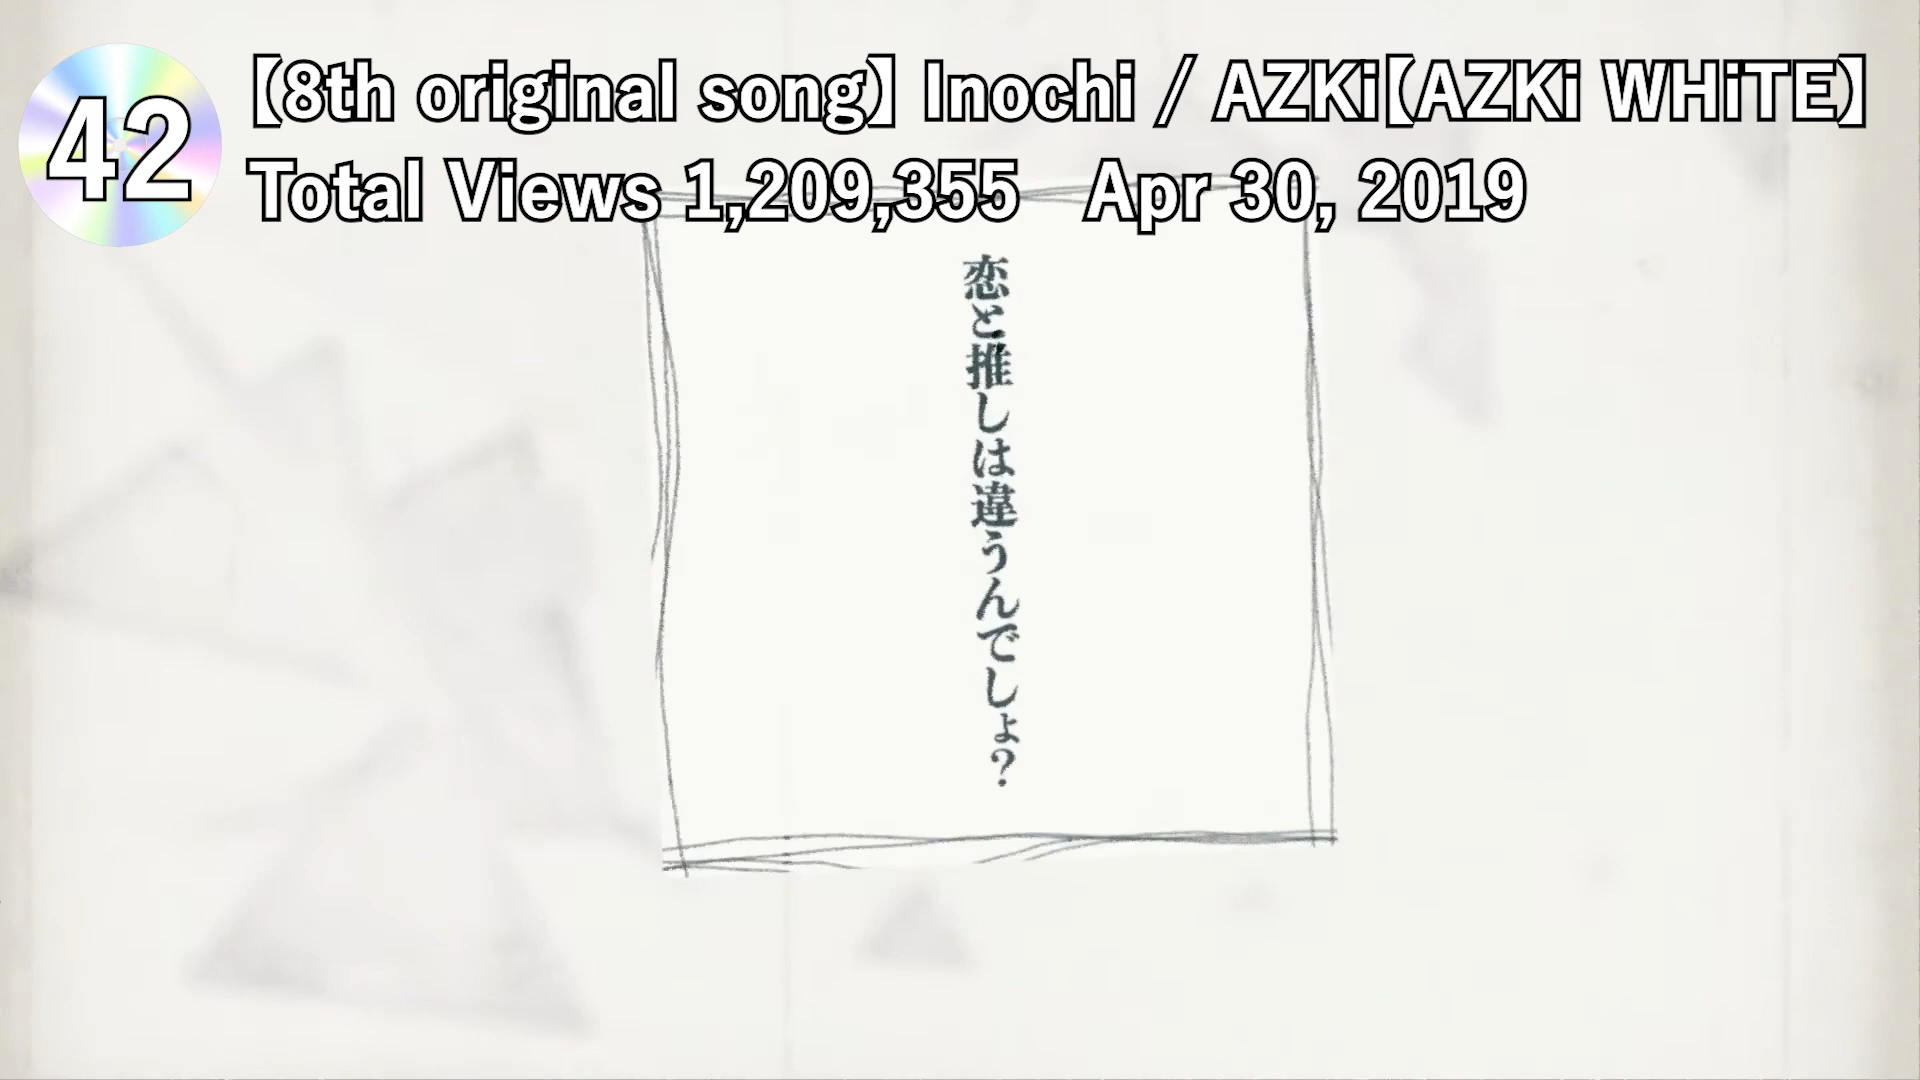 42
【8th original song】 Inochi / AZKi【AZKi WHiTE】
Total Views 1,209,355 Apr 30, 2019
恋と推しは違うんでしょ?